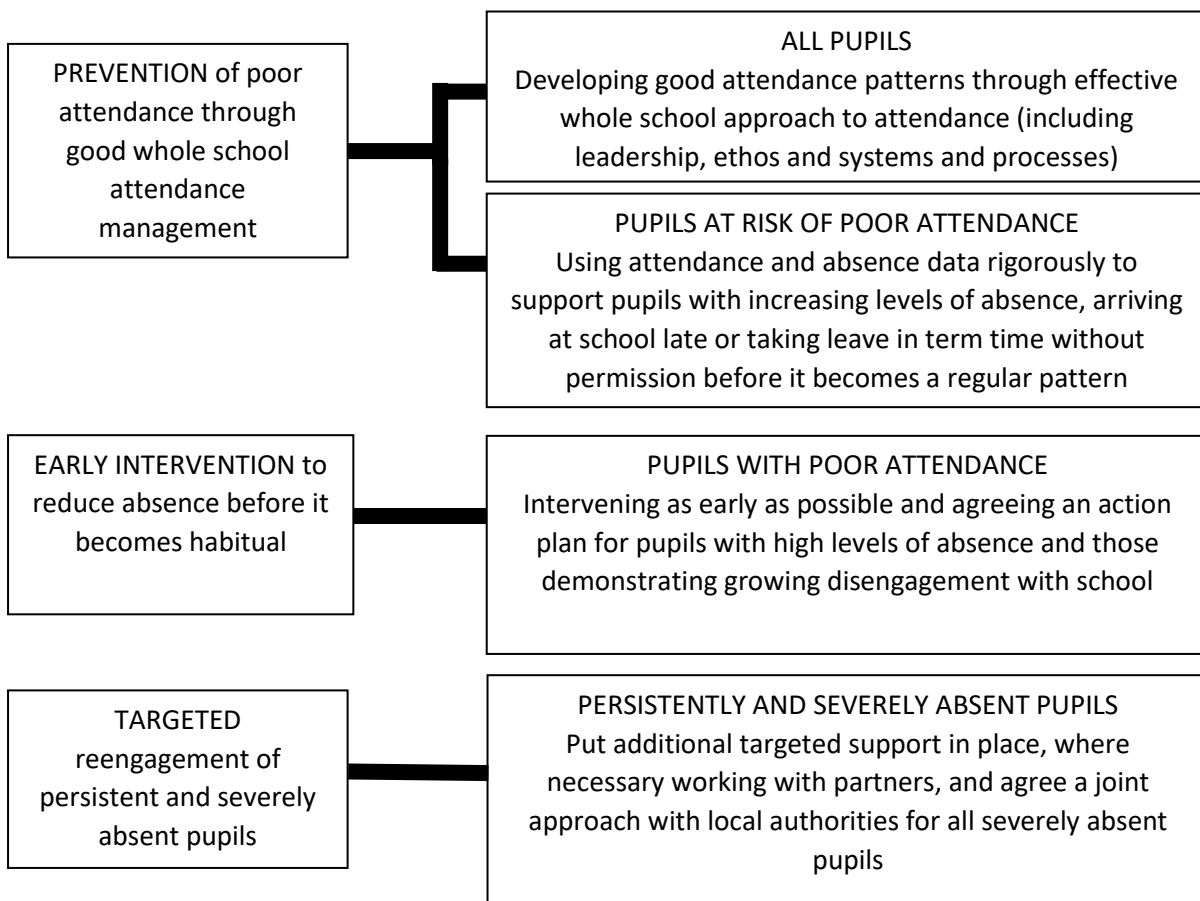 PREVENTION of poor
attendance through
good whole school
attendance
management
ALL PUPILS
Developing good attendance patterns through effective
whole school approach to attendance (including
leadership, ethos and systems and processes)
PUPILS AT RISK OF POOR ATTENDANCE
Using attendance and absence data rigorously to
support pupils with increasing levels of absence, arriving
at school late or taking leave in term time without
permission before it becomes a regular pattern
EARLY INTERVENTION to
reduce absence before it
becomes habitual
PUPILS WITH POOR ATTENDANCE
Intervening as early as possible and agreeing an action
plan for pupils with high levels of absence and those
demonstrating growing disengagement with school
TARGETED
reengagement of
persistent and severely
absent pupils
PERSISTENTLY AND SEVERELY ABSENT PUPILS
Put additional targeted support in place, where
necessary working with partners, and agree a joint
approach with local authorities for all severely absent
pupils